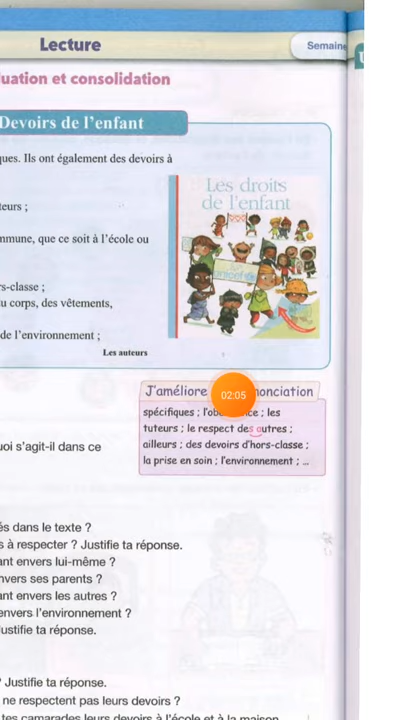 Lecture
Semaine
uation et consolidation
Devoirs de l'enfant
ques. Ils ont également des devoirs à
Les droits
de l'enfant
teurs ;
mmune, que ce soit à l'école ou
unicef
s-classe ;
u corps, des vêtements,
de l'environnement ;
Les auteurs
J'améliore nonciation
02:05
spécifiques ; l'obé ce ; les
tuteurs ; le respect des autres ;
ailleurs ; des devoirs d'hors-classe ;
la prise en soin ; l'environnement ; ...
uoi s'agit-il dans ce
és dans le texte ?
s à respecter ? Justifie ta réponse.
ant envers lui-même ?
nvers ses parents ?
ant envers les autres ?
envers l'environnement ?
ustifie ta réponse.
? Justifie ta réponse.
ne respectent pas leurs devoirs ?
tes camarades leurs devoirs à l'école et à la maison